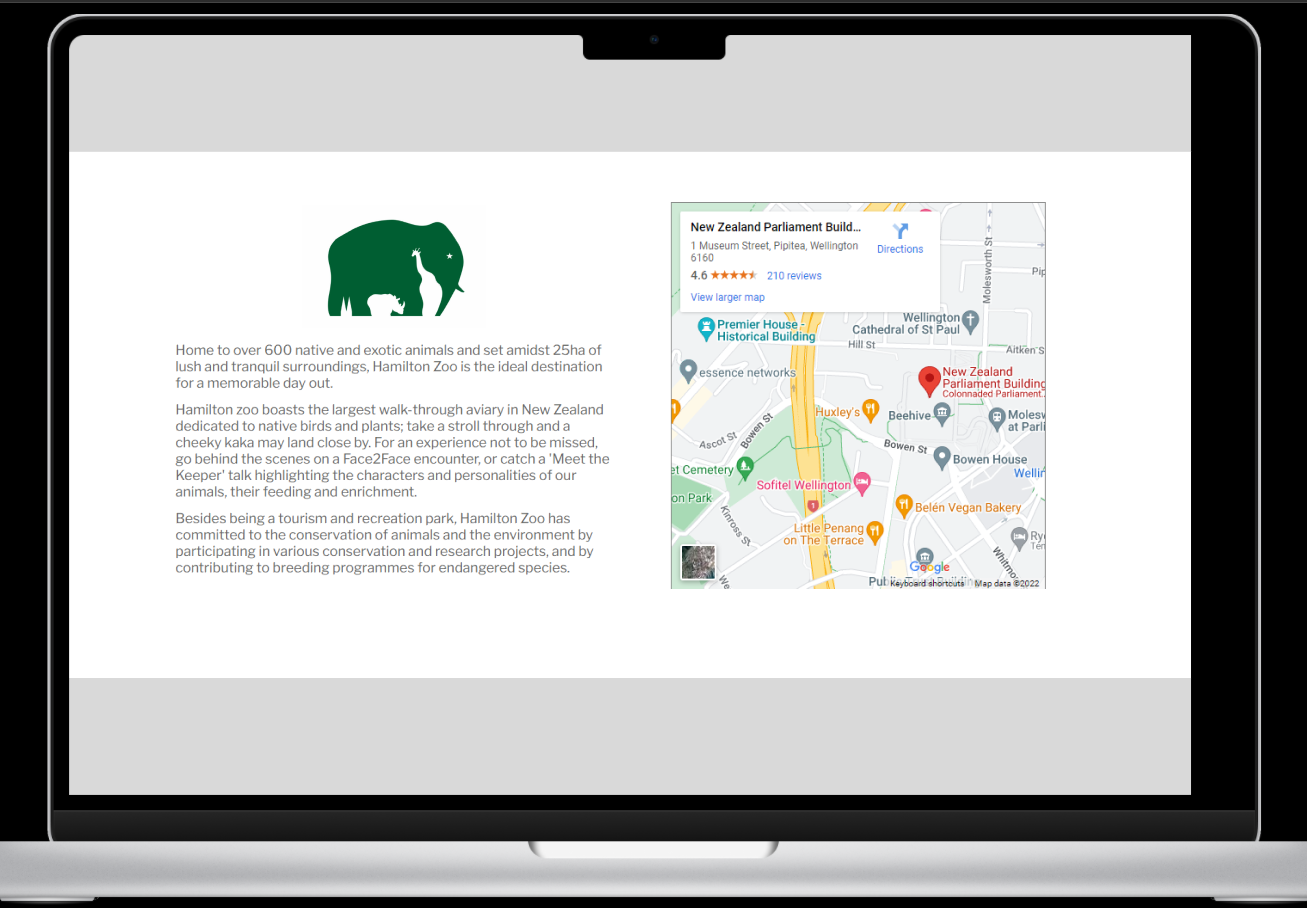 Home to over 600 native and exotic animals and set amidst 25ha of
lush and tranquil surroundings, Hamilton Zoo is the ideal destination
for a memorable day out.
Hamilton zoo boasts the largest walk-through aviary in New Zealand
dedicated to native birds and plants; take a stroll through and a
cheeky kaka may land close by. For an experience not to be missed,
go behind the scenes on a Face2Face encounter, or catch a 'Meet the
Keeper' talk highlighting the characters and personalities of our
animals, their feeding and enrichment.
Besides being a tourism and recreation park, Hamilton Zoo has
committed to the conservation of animals and the environment by
participating in various conservation and research projects, and by
contributing to breeding programmes for endangered species.
New Zealand Parliament Build...
1 Museum Street, Pipitea, Wellington
6160
4.6
210 reviews
View larger map
Directions
Molesworth St
Pip
Premier House -
Historical Building
Wellington
Cathedral of St Paul
Hill St
Aitken S
essence networks
New Zealand
Parliament Building
Colonnaded Parliament...
Huxley's
Beehive
Molesw
at Parli
Ascot St
Bowen St
Bowen St
Bowen House
Wellin
et Cemetery
Sofitel Wellington
on Park
1
Belén Vegan Bakery
Kinross St
Little Penang
on The Terrace
Ry
Ten
Whitmo
We
Google
Keyboard shortcuts
Map data ©2022